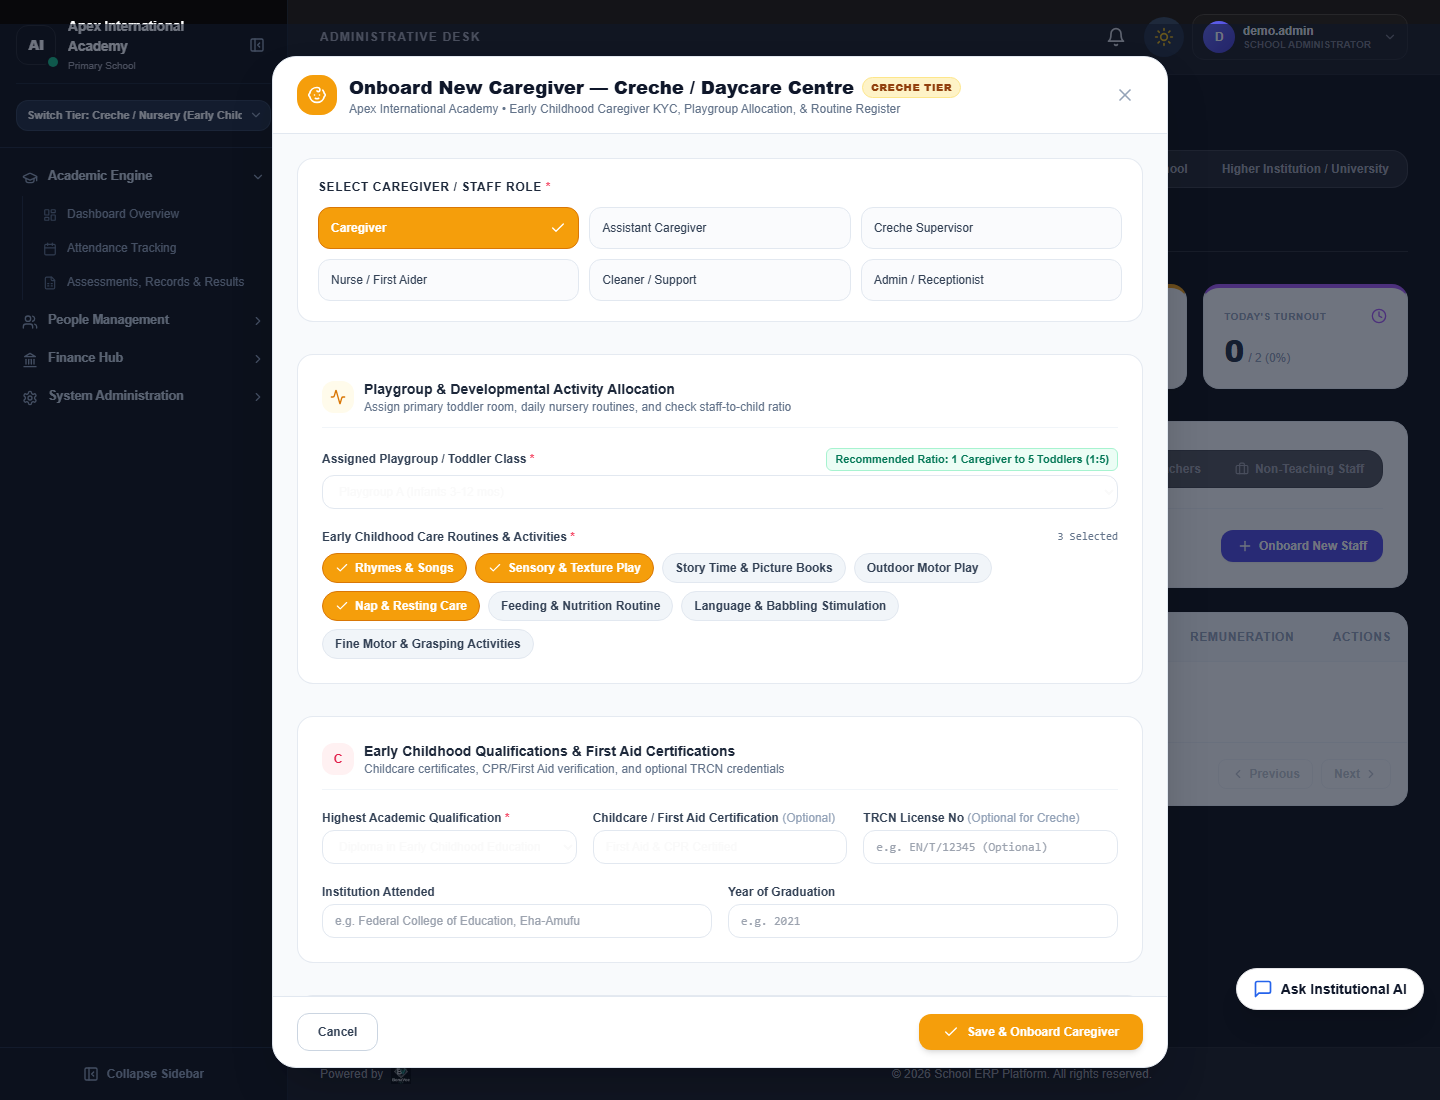 Apex International
Academy
Primary School
AI
ADMINISTRATIVE DESK
D
demo.admin
SCHOOL ADMINISTRATOR
Switch Tier: Creche / Nursery (Early Chil
Academic Engine
Dashboard Overview
Attendance Tracking
Assessments, Records & Results
People Management
Finance Hub
System Administration
Collapse Sidebar
Onboard New Caregiver — Creche / Daycare Centre
CRECHE TIER
Apex International Academy • Early Childhood Caregiver KYC, Playgroup Allocation, & Routine Register
SELECT CAREGIVER / STAFF ROLE *
Caregiver
Assistant Caregiver
Creche Supervisor
Nurse / First Aider
Cleaner / Support
Admin / Receptionist
Playgroup & Developmental Activity Allocation
Assign primary toddler room, daily nursery routines, and check staff-to-child ratio
Assigned Playgroup / Toddler Class *
Recommended Ratio: 1 Caregiver to 5 Toddlers (1:5)
Early Childhood Care Routines & Activities *
3 Selected
Rhymes & Songs
Sensory & Texture Play
Story Time & Picture Books
Outdoor Motor Play
Nap & Resting Care
Feeding & Nutrition Routine
Language & Babbling Stimulation
Fine Motor & Grasping Activities
C
Early Childhood Qualifications & First Aid Certifications
Childcare certificates, CPR/First Aid verification, and optional TRCN credentials
Highest Academic Qualification *
Childcare / First Aid Certification (Optional)
TRCN License No (Optional for Creche)
Diploma in Early Childhood Education
First Aid & CPR Certified
e.g. EN/T/12345 (Optional)
Institution Attended
Year of Graduation
e.g. Federal College of Education, Eha-Amufu
e.g. 2021
Cancel
Save & Onboard Caregiver
ool
Higher Institution / University
TODAY'S TURNOUT
0 / 2 (0%)
chers
Non-Teaching Staff
Onboard New Staff
REMUNERATION
ACTIONS
Previous
Next
Ask Institutional AI
Powered by
© 2026 School ERP Platform. All rights reserved.